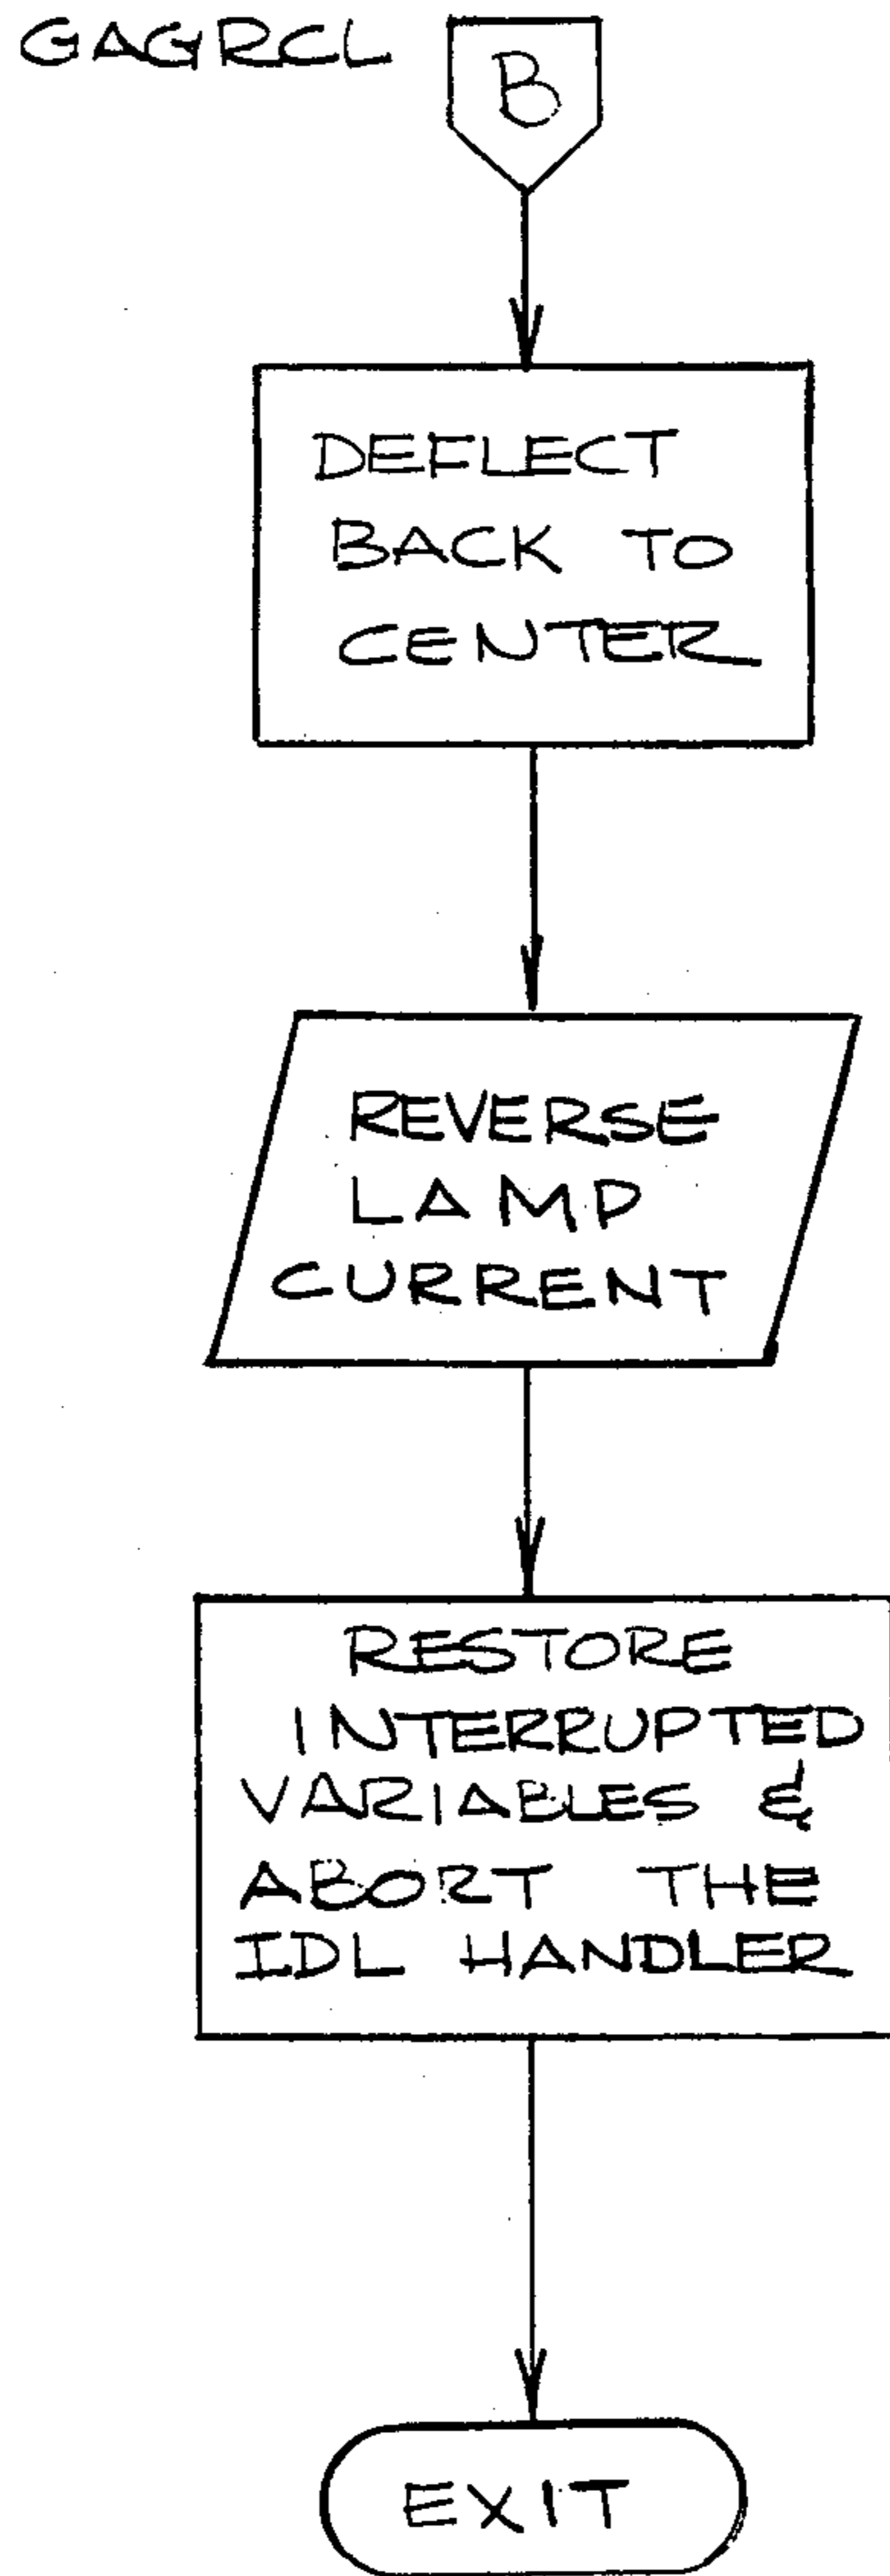 GAGRCL
B
DEFLECT
BACK TO
CENTER
REVERSE
LAMP
CURRENT
RESTORE
INTERRUPTED
VARIABLES &
ABORT THE
IDL HANDLER
EXIT